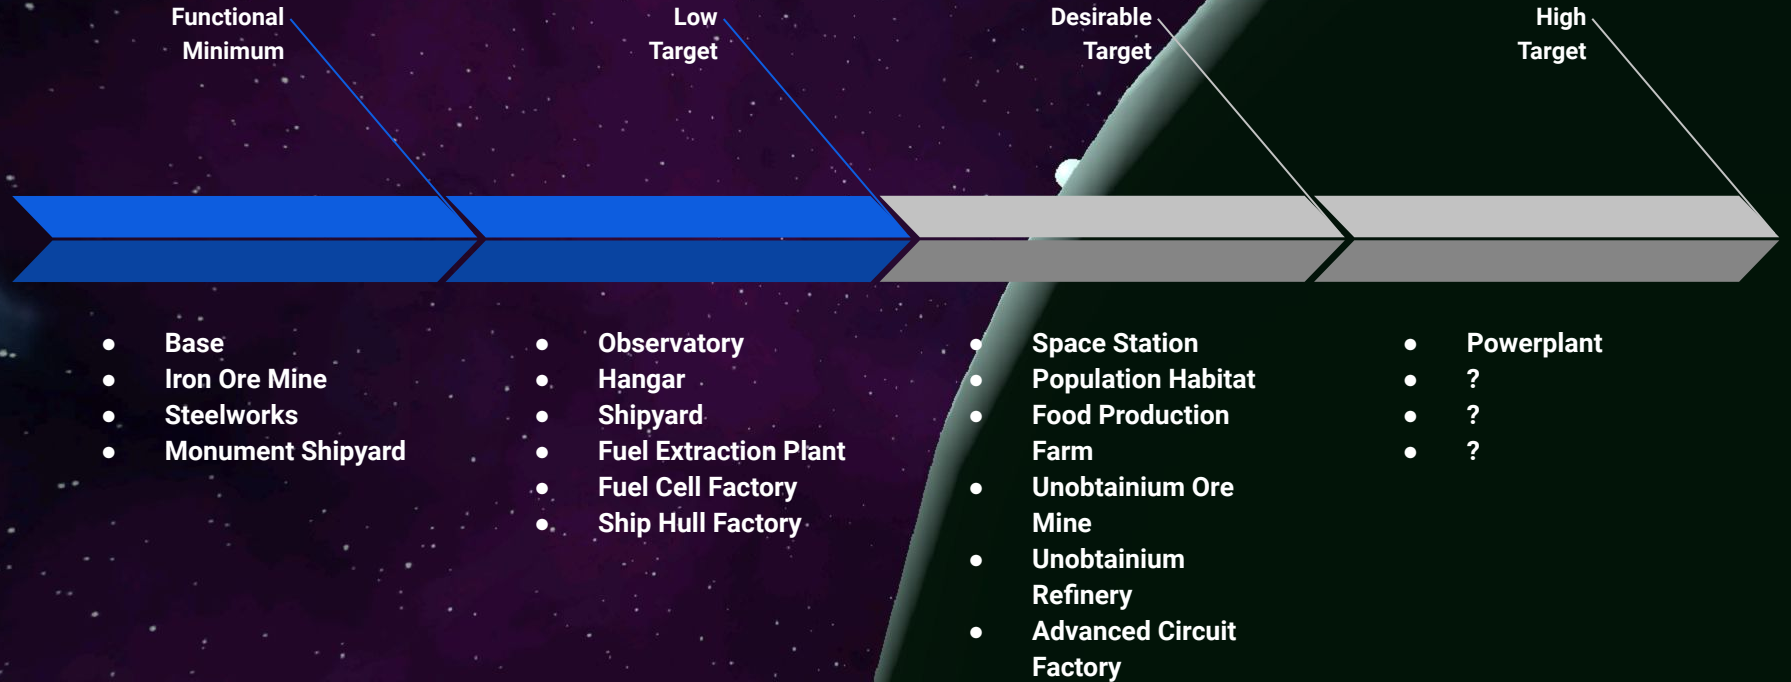 Functional
Minimum
Low
Target
Desirable
Target
High
Target
● Base
● Iron Ore Mine
● Steelworks
● Monument Shipyard
● Observatory
● Hangar
● Shipyard
● Fuel Extraction Plant
● Fuel Cell Factory
● Ship Hull Factory
● Space Station
● Population Habitat
● Food Production
Farm
● Unobtainium Ore
Mine
● Unobtainium
Refinery
● Advanced Circuit
Factory
● Powerplant
● ?
● ?
● ?